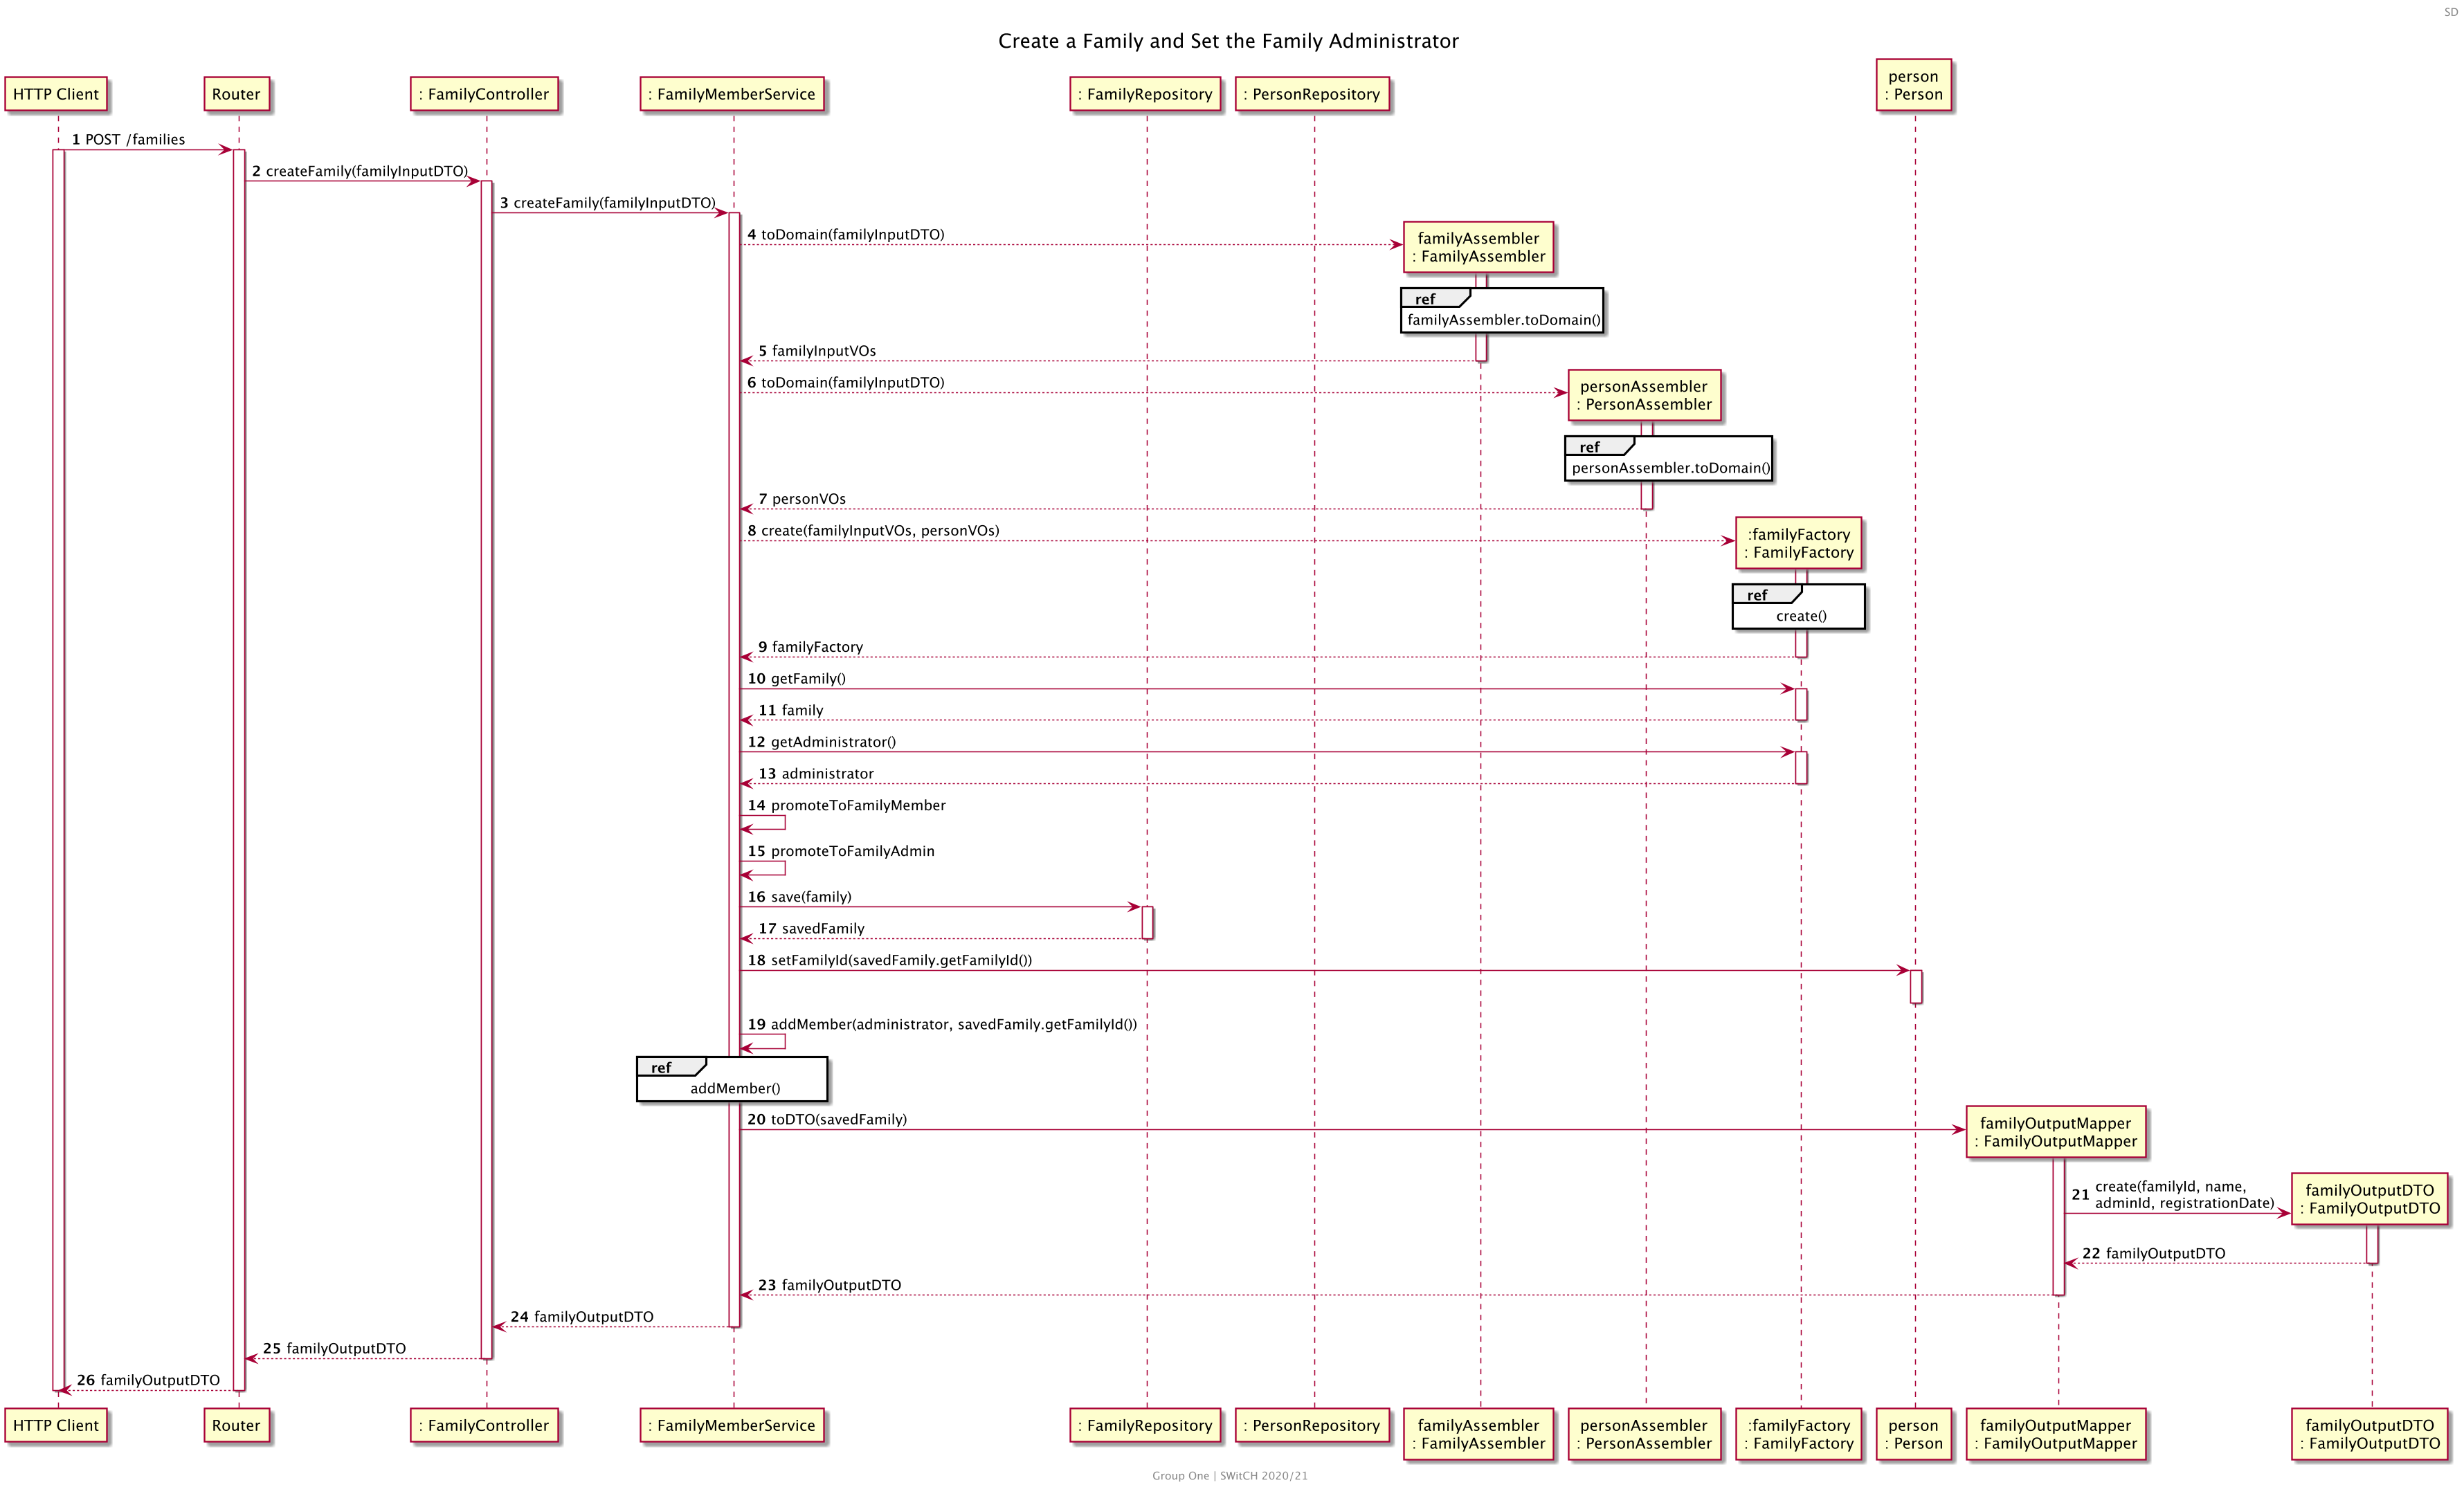 SD
Create a Family and Set the Family Administrator
HTTP Client
Router
: FamilyController
: FamilyMemberService
: FamilyRepository
: PersonRepository
person
: Person
1 POST /families
2 createFamily(familyInputDTO)
3 createFamily(familyInputDTO)
4 toDomain(familyInputDTO)
familyAssembler
: FamilyAssembler
ref
familyAssembler.toDomain()
5 familyInputVOs
6 toDomain(familyInputDTO)
personAssembler
: PersonAssembler
ref
personAssembler.toDomain()
7 personVOs
8 create(familyInputVOs, personVOs)
:familyFactory
: FamilyFactory
ref
create()
9 familyFactory
10 getFamily()
11 family
12 getAdministrator()
13 administrator
14 promoteToFamilyMember
15 promoteToFamilyAdmin
16 save(family)
17 savedFamily
18 setFamilyId(savedFamily.getFamilyId())
19 addMember(administrator, savedFamily.getFamilyId())
ref
addMember()
20 toDTO(savedFamily)
familyOutputMapper
: FamilyOutputMapper
21 create(familyId, name,
adminId, registrationDate)
familyOutputDTO
: FamilyOutputDTO
22 familyOutputDTO
23 familyOutputDTO
24 familyOutputDTO
25 familyOutputDTO
26 familyOutputDTO
HTTP Client
Router
: FamilyController
: FamilyMemberService
: FamilyRepository
: PersonRepository
familyAssembler
: FamilyAssembler
personAssembler
: PersonAssembler
:familyFactory
: FamilyFactory
person
: Person
familyOutputMapper
: FamilyOutputMapper
familyOutputDTO
: FamilyOutputDTO
Group One | SWitCH 2020/21